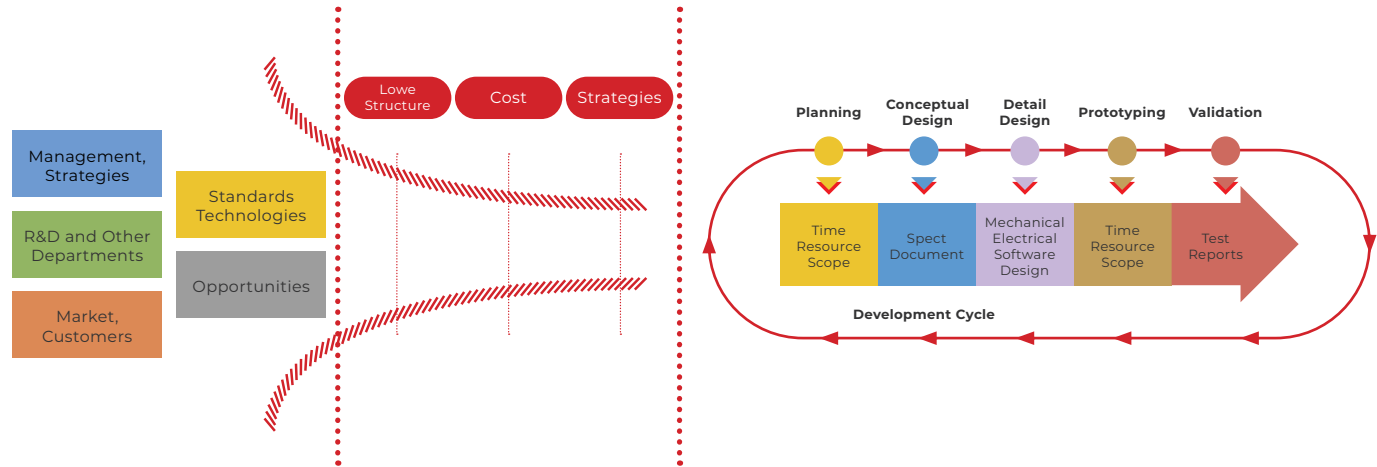 Management,
Strategies
R&D and Other
Departments
Market,
Customers
Standards
Technologies
Opportunities
Lowe
Structure
Cost
Strategies
Planning
Conceptual
Design
Detail
Design
Prototyping
Validation
Time
Resource
Scope
Spect
Document
Mechanical
Electrical
Software
Design
Time
Resource
Scope
Test
Reports
Development Cycle